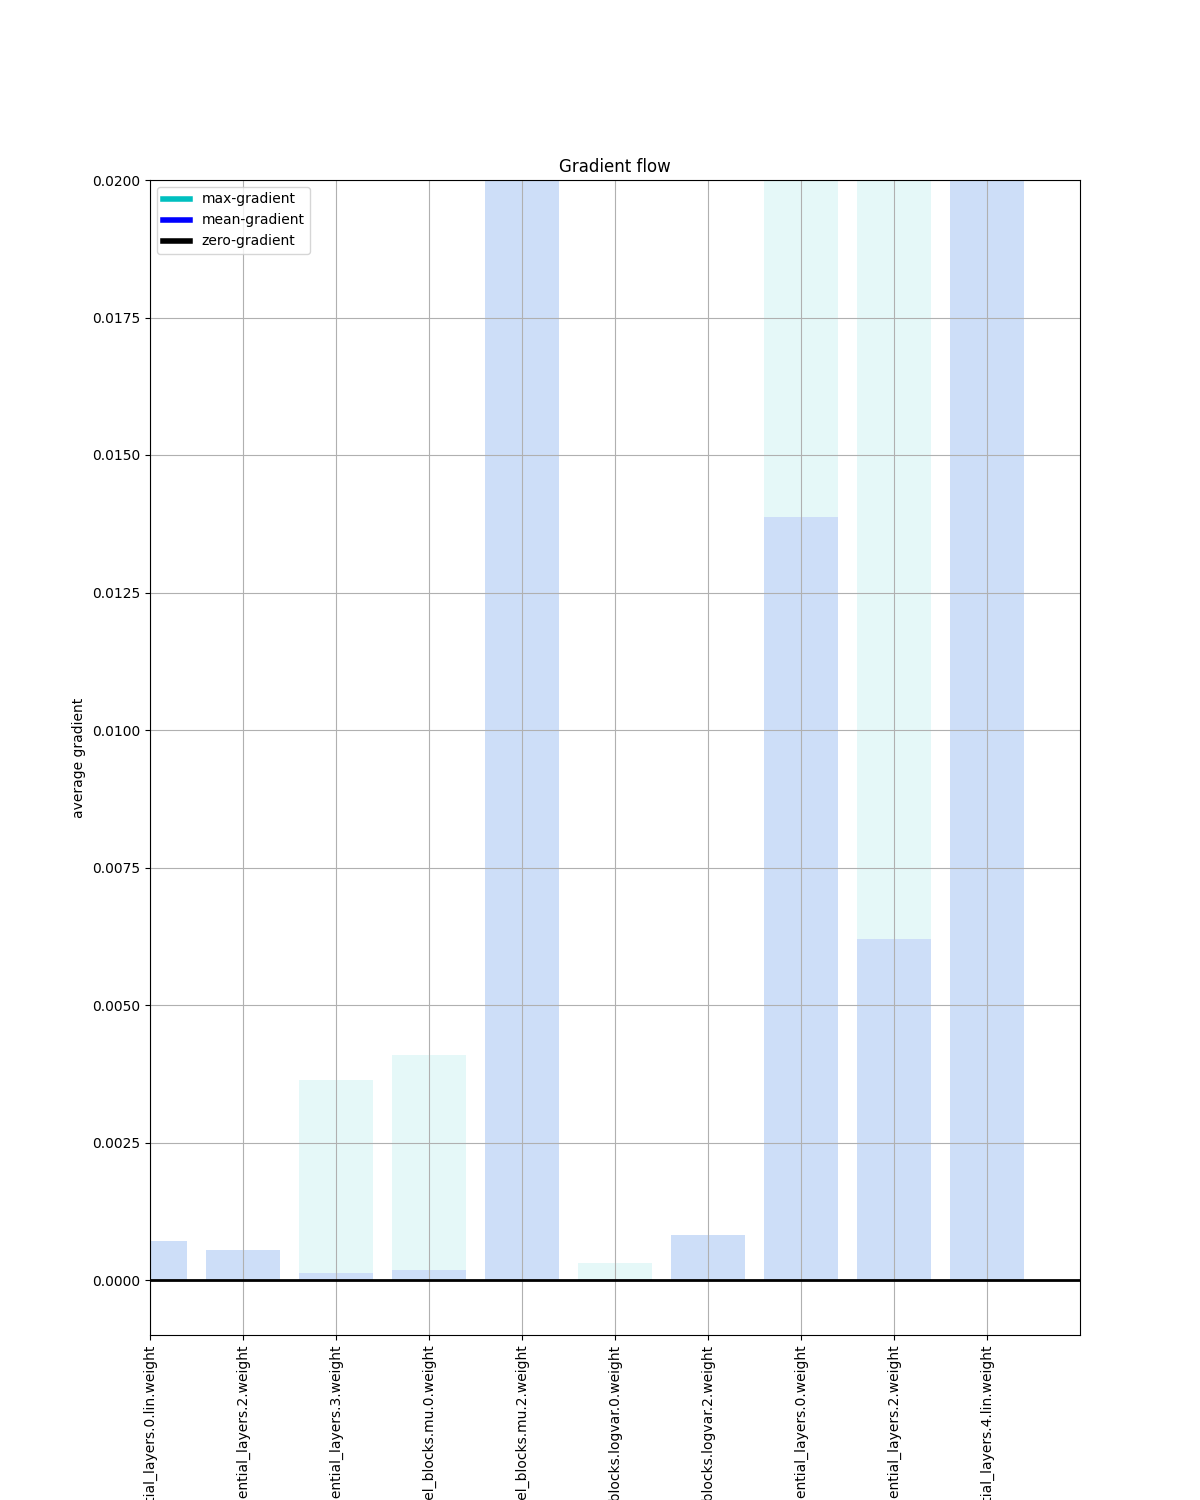 Gradient flow
max-gradient
mean-gradient
zero-gradient
0.0200
0.0175
0.0150
0.0125
0.0100
0.0075
0.0050
0.0025
0.0000
average gradient
tial_layers.0.lin.weight
ential_layers.2.weight
ential_layers.3.weight
el_blocks.mu.0.weight
el_blocks.mu.2.weight
blocks.logvar.0.weight
blocks.logvar.2.weight
ential_layers.0.weight
ential_layers.2.weight
tial_layers.4.lin.weight